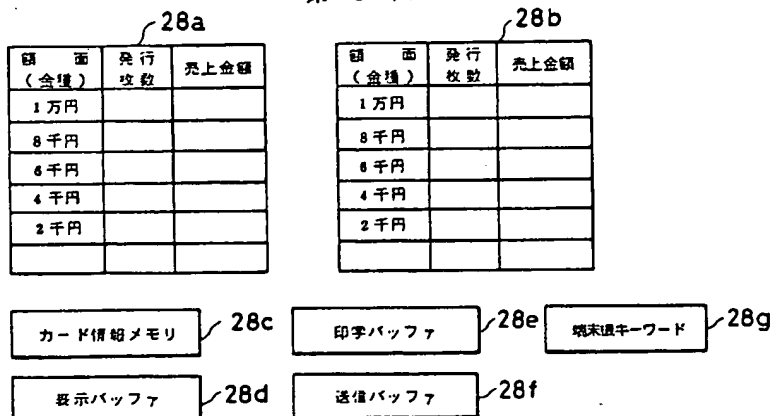 28a
28b
額面 発行 売上金額
(金種) 枚数
1万円
8千円
6千円
4千円
2千円
額面 発行 売上金額
(金種) 枚数
1万円
8千円
6千円
4千円
2千円
カード情報メモリ 28c
印字バッファ 28e
端末機キーワード 28g
表示バッファ 28d
送信バッファ 28f